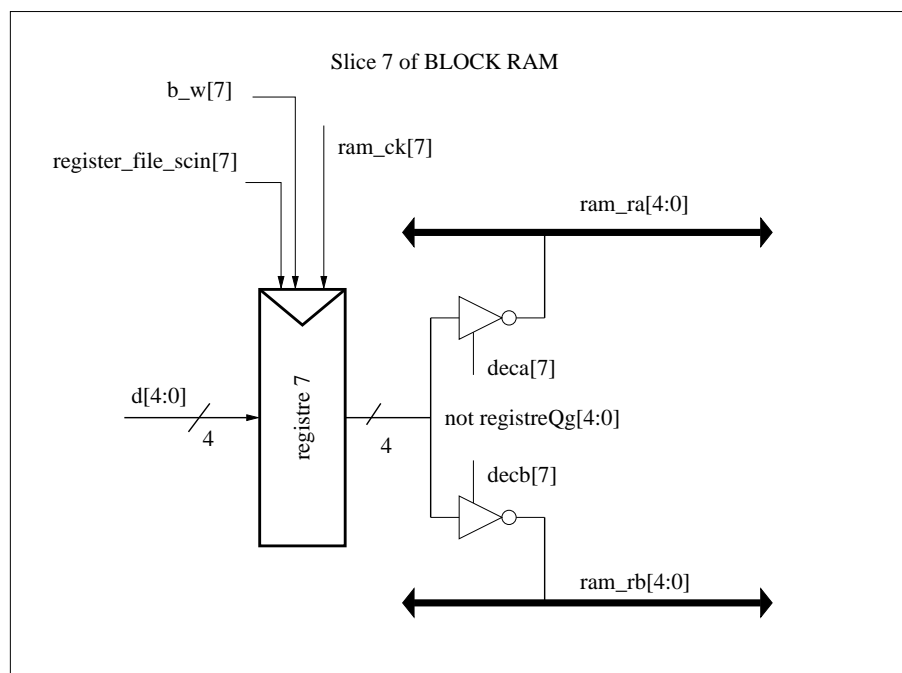 Slice 7 of BLOCK RAM
b_w[7]
ram_ck[7]
register_file_scin[7]
ram_ra[4:0]
deca[7]
d[4:0]
4
registre 7
4
not registreQg[4:0]
decb[7]
ram_rb[4:0]